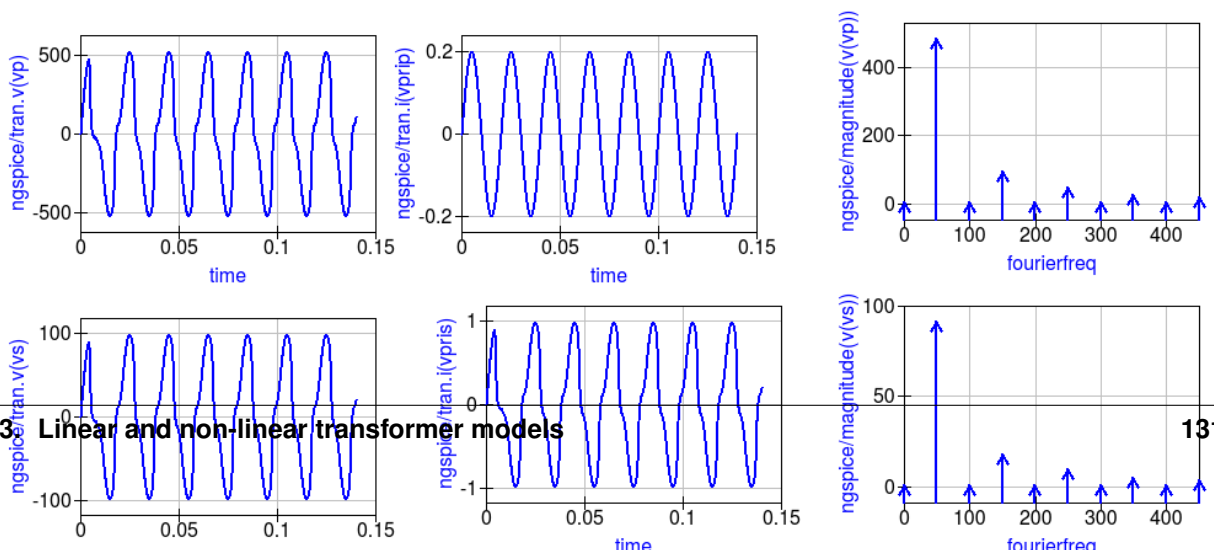 ngspice/tran.v(vp)
500
0
-500
0 0.05 0.1 0.15
time
ngspice/tran.i(vprip)
0.2
0
-0.2
0 0.05 0.1 0.15
time
ngspice/magnitude(v(vp))
400
200
0
0 100 200 300 400
fourierfreq
ngspice/tran.v(vs)
100
0
-100
0 0.05 0.1 0.15
ngspice/tran.i(vpris)
1
0
-1
0 0.05 0.1 0.15
time
ngspice/magnitude(v(vs))
100
50
0
0 100 200 300 400
fourierfreq
3. Linear and non-linear transformer models